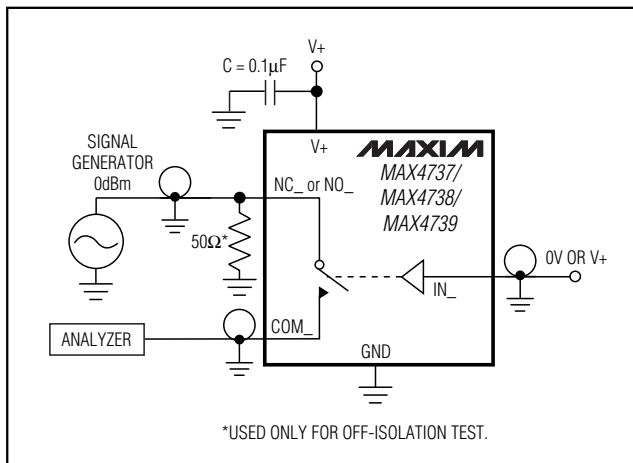 V+
C = 0.1µF
SIGNAL
GENERATOR
0dBm
V+
MAXIM
MAX4737/
MAX4738/
MAX4739
NC_ or NO_
50Ω*
0V OR V+
IN_
COM_
ANALYZER
GND
*USED ONLY FOR OFF-ISOLATION TEST.